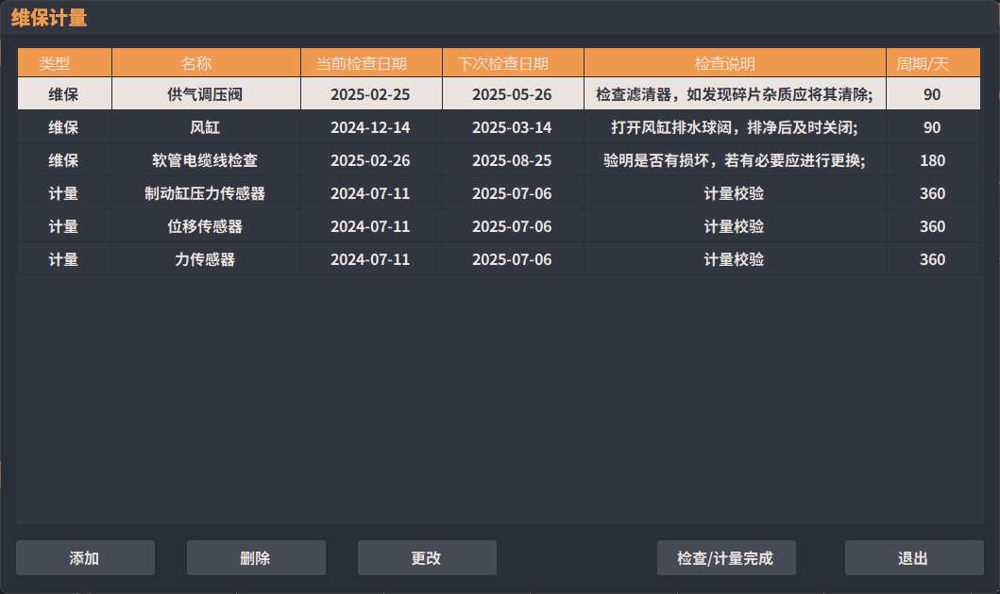 维保计量
类型 名称 当前检查日期 下次检查日期 检查说明 周期/天
维保 供气调压阀 2025-02-25 2025-05-26 检查滤清器，如发现碎片杂质应将其清除; 90
维保 风缸 2024-12-14 2025-03-14 打开风缸排水球闼，排净后及时关闭; 90
维保 软管电缆线检查 2025-02-26 2025-08-25 验明是否有损坏，若有必要应进行更换; 180
计量 制动缸压力传感器 2024-07-11 2025-07-06 计量校验 360
计量 位移传感器 2024-07-11 2025-07-06 计量校验 360
计量 力传感器 2024-07-11 2025-07-06 计量校验 360
添加 删除 更改 检查/计量完成 退出